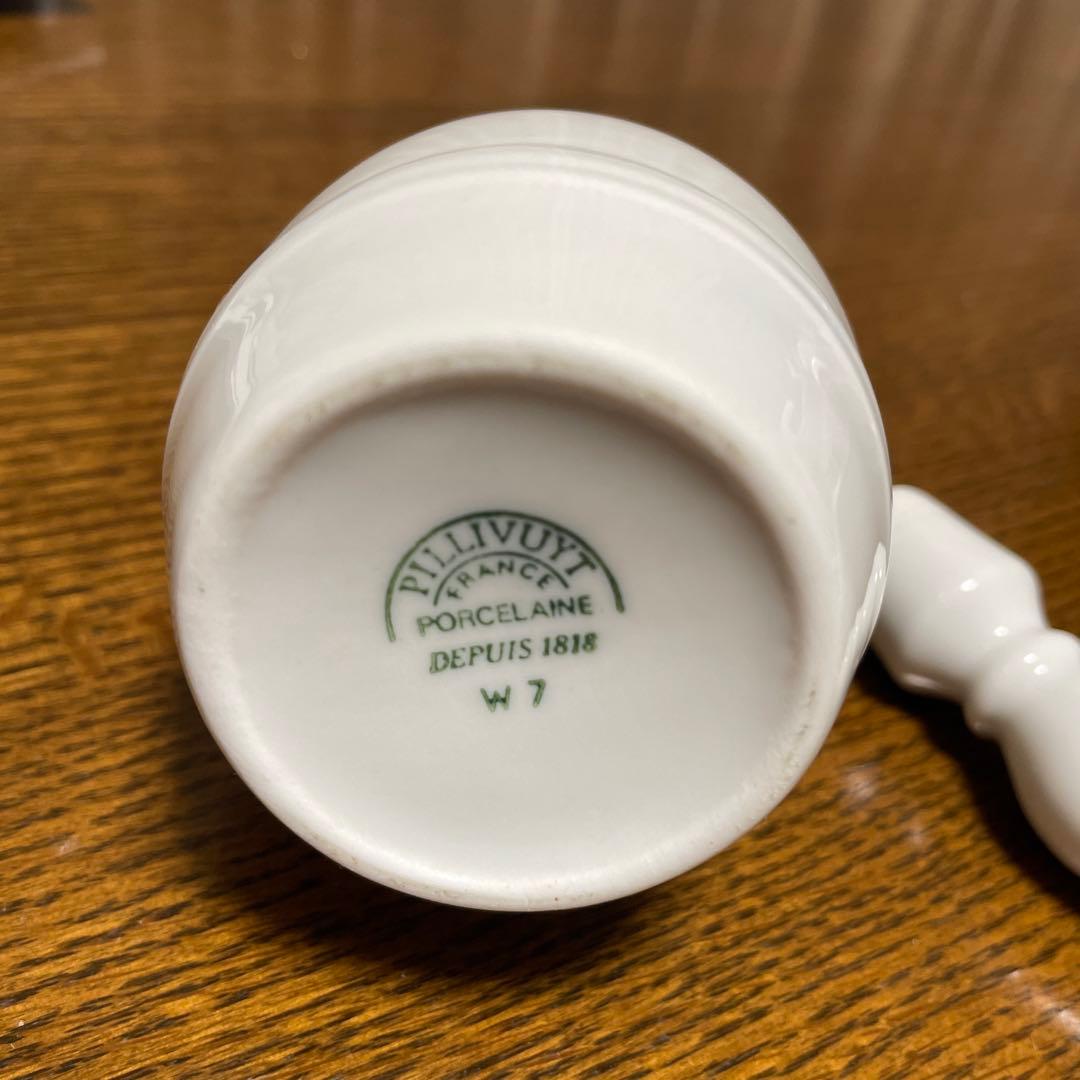 PILLIVUYT
FRANCE
PORCELAINE
DEPUIS 1818
W 7